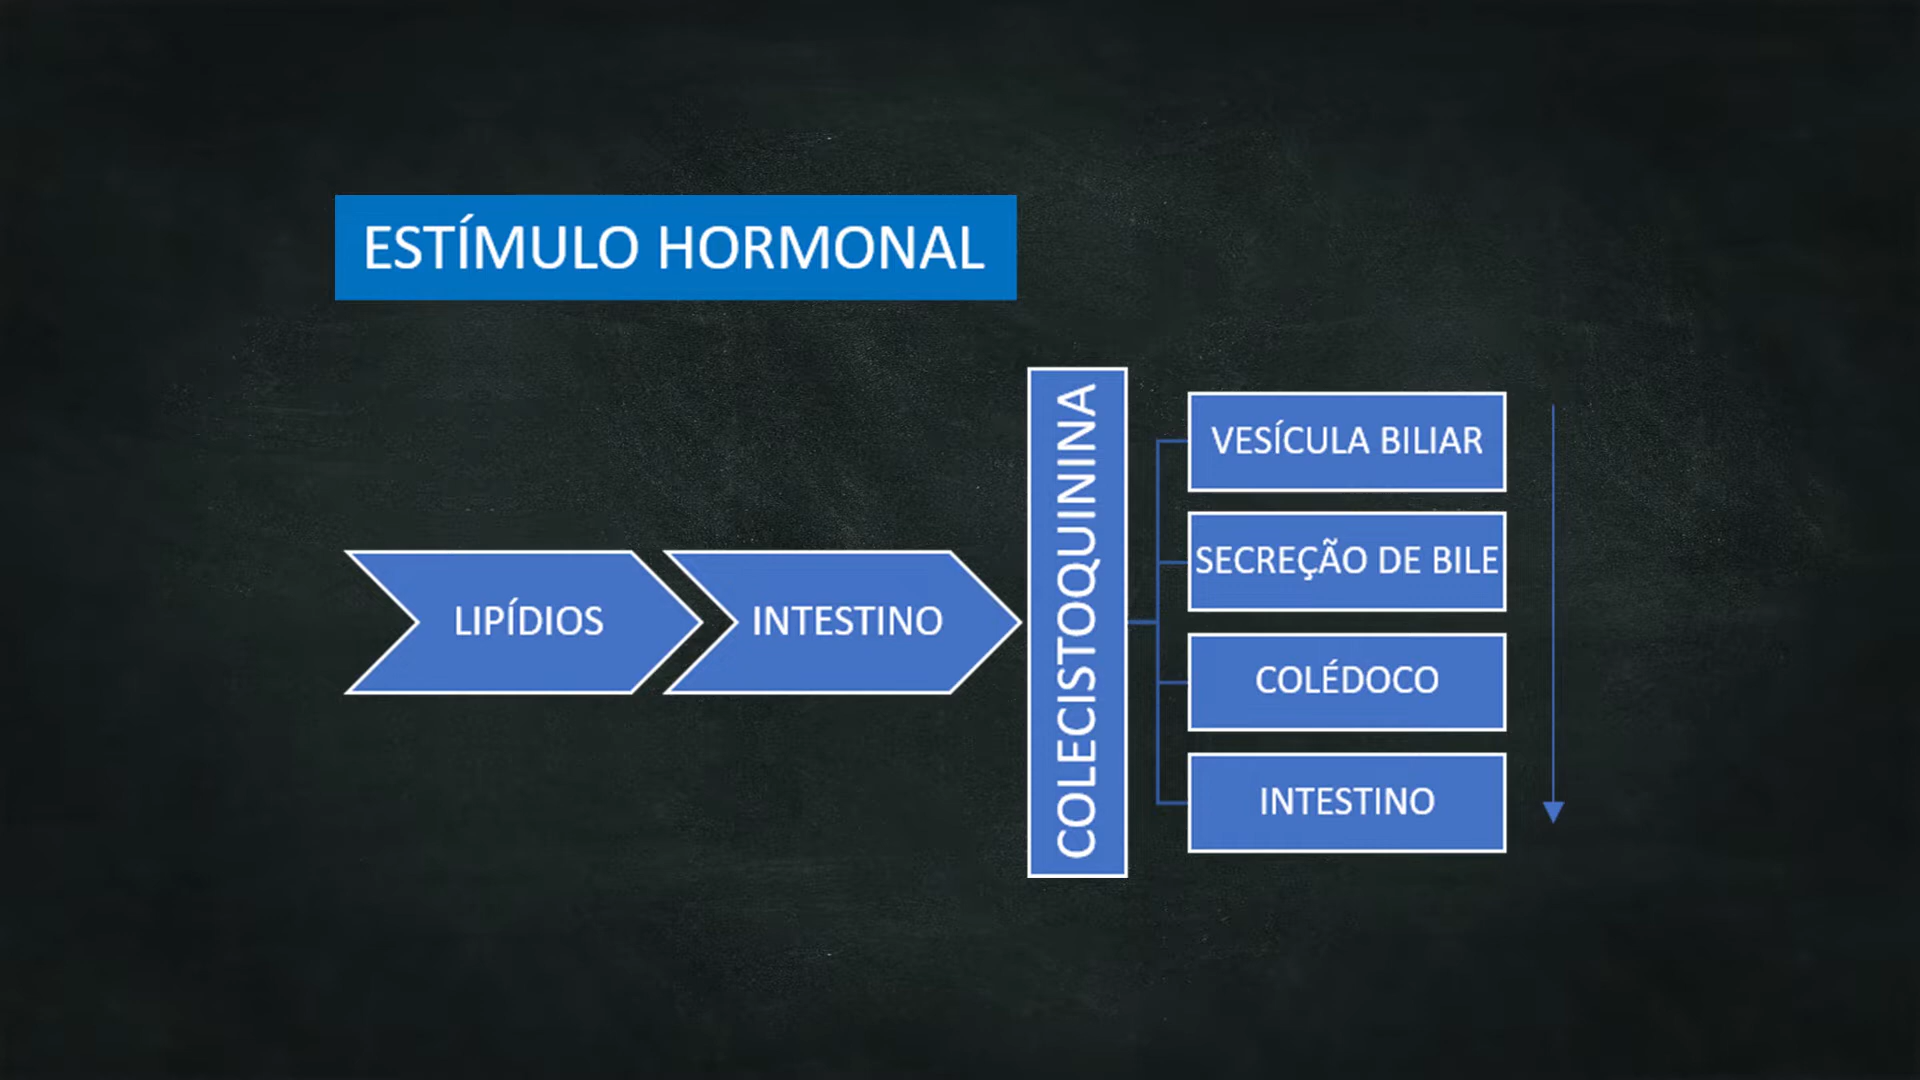 ESTÍMULO HORMONAL
LIPÍDIOS
INTESTINO
COLECISTOQUININA
VESÍCULA BILIAR
SECREÇÃO DE BILE
COLÉDOCO
INTESTINO